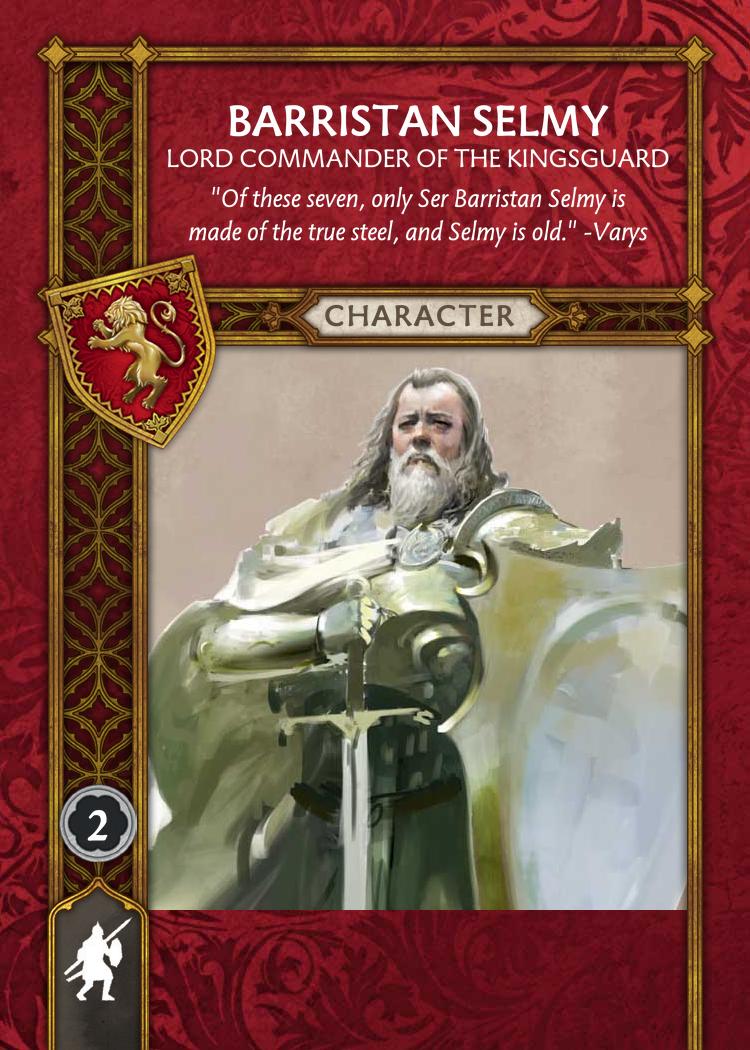 BARRISTAN SELMY
LORD COMMANDER OF THE KINGSGUARD
"Of these seven, only Ser Barristan Selmy is
made of the true steel, and Selmy is old." -Varys
CHARACTER
2